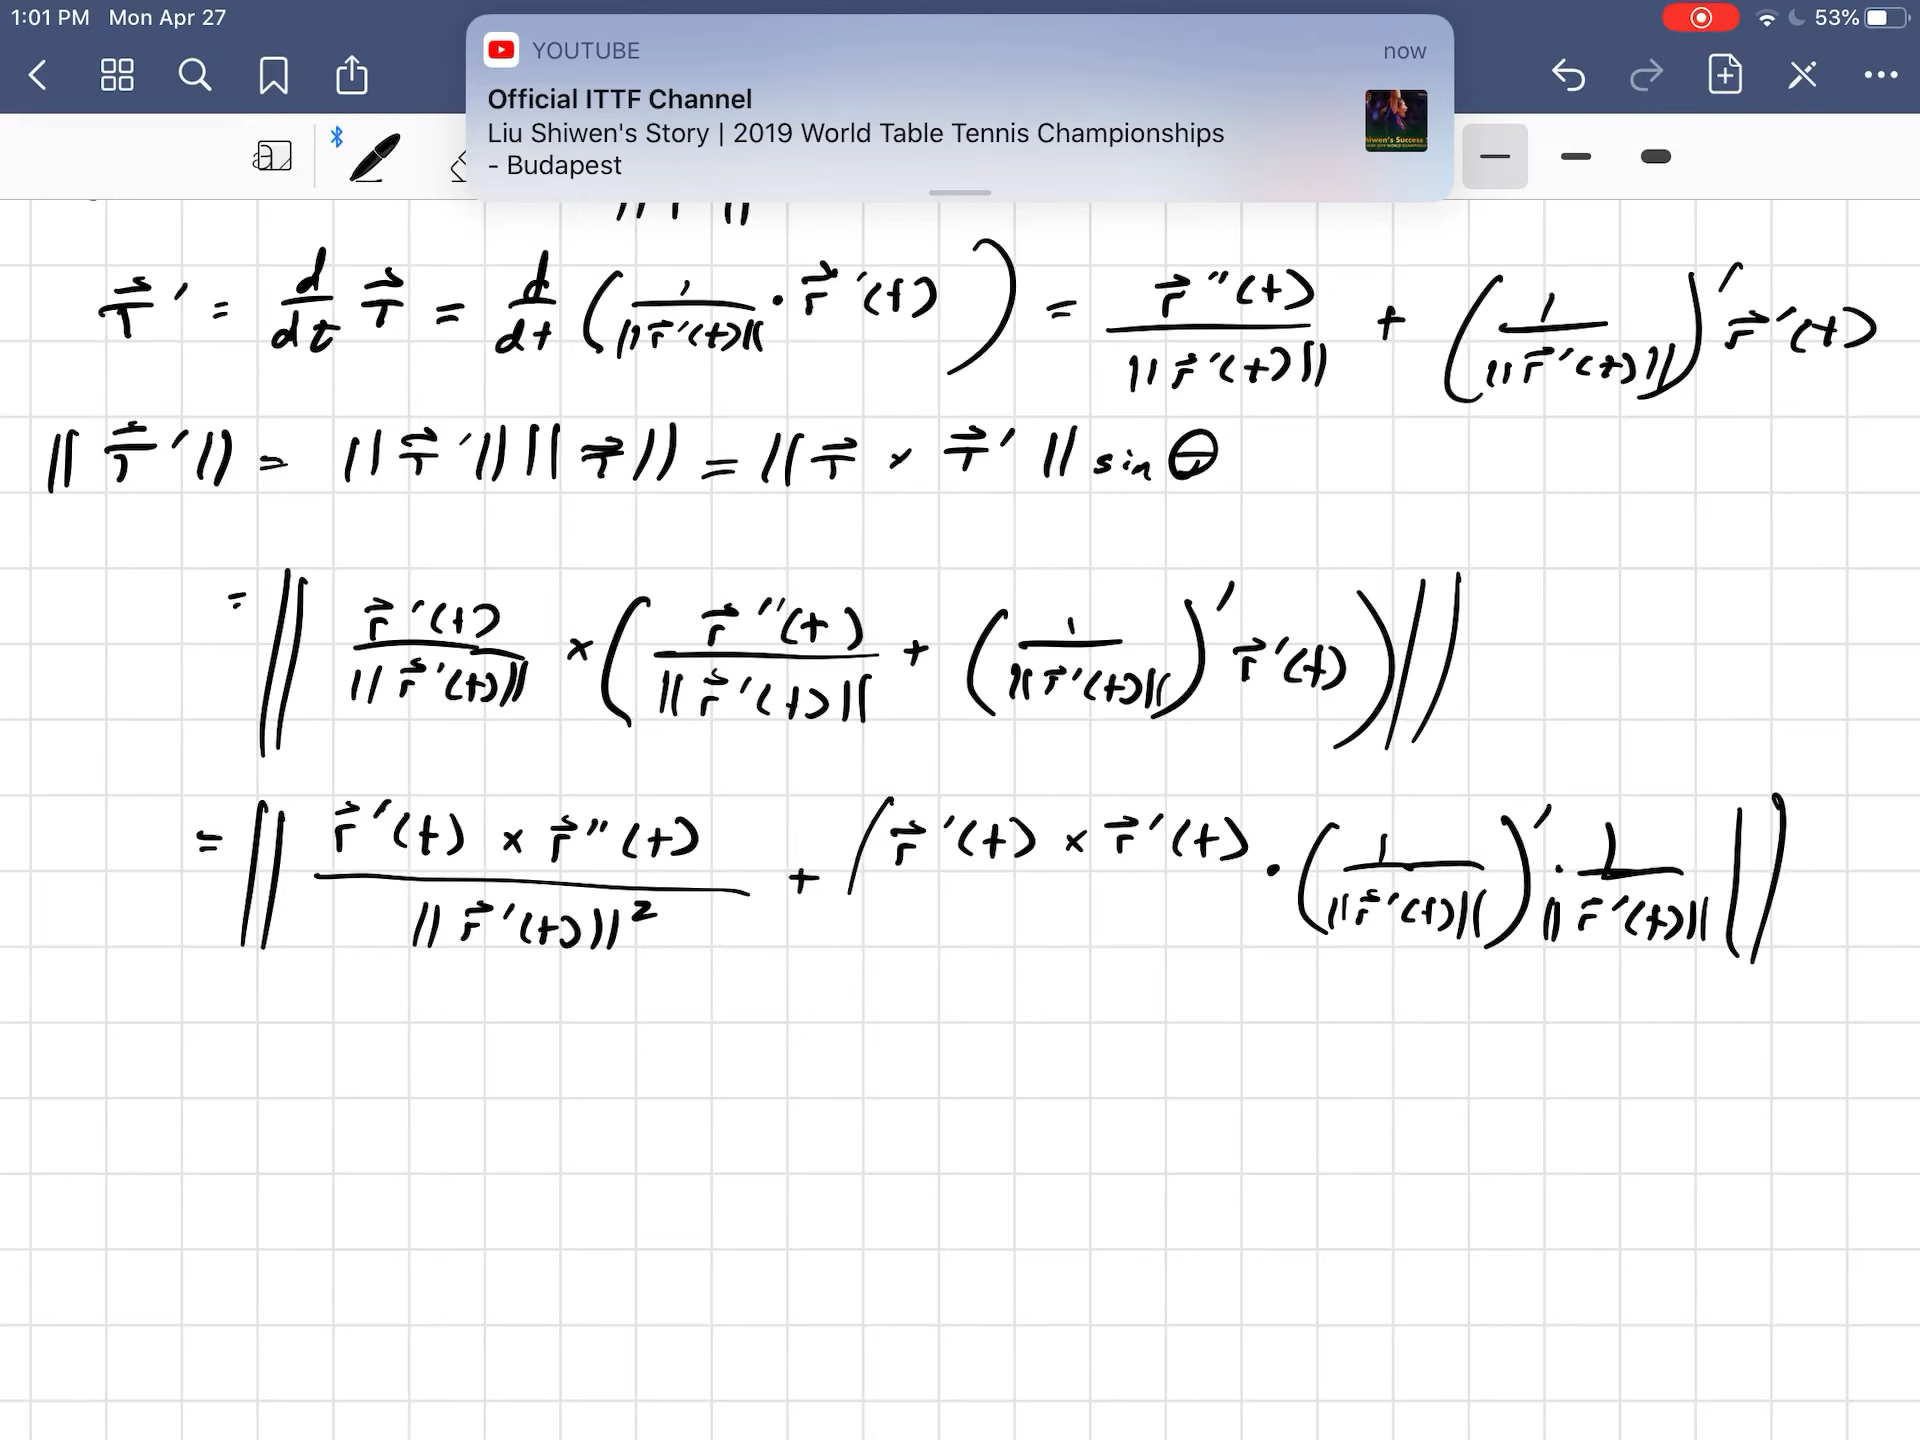 1:01 PM Mon Apr 27
53%
YOUTUBE
now
Official ITTF Channel
Liu Shiwen's Story | 2019 World Table Tennis Championships
- Budapest
T⃗ ' = d/dt T⃗ = d/dt ( 1/||r⃗ '(t)|| · r⃗ '(t) ) = r⃗ ''(t)/||r⃗ '(t)|| + ( 1/||r⃗ '(t)|| )' r⃗ '(t)
|| T⃗ ' || = || T⃗ ' || || T⃗ || = || T⃗ × T⃗ ' || sin θ
= || r⃗ '(t)/||r⃗ '(t)|| × ( r⃗ ''(t)/||r⃗ '(t)|| + ( 1/||r⃗ '(t)|| )' r⃗ '(t) ) ||
= || r⃗ '(t) × r⃗ ''(t)/||r⃗ '(t)||² + ( r⃗ '(t) × r⃗ '(t) · ( 1/||r⃗ '(t)|| )' · 1/||r⃗ '(t)|| ||